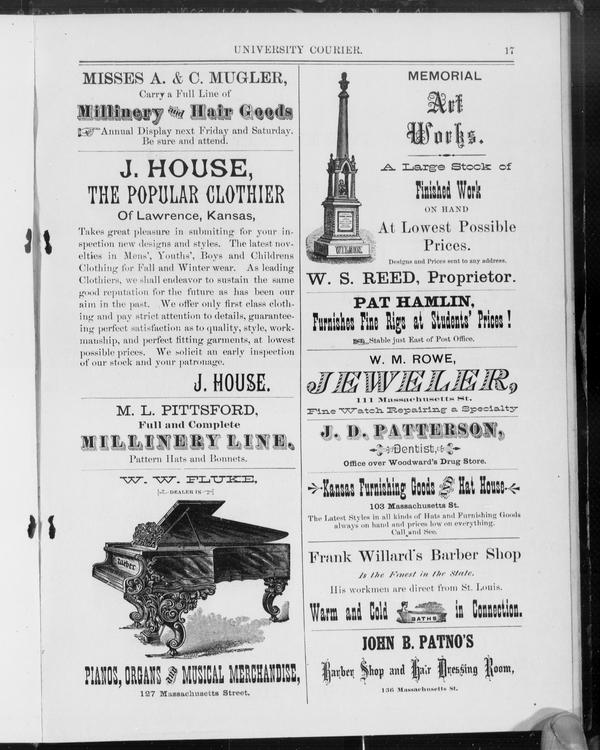 UNIVERSITY COURIER.
17
MISSES A. & C. MUGLER,
Carry a Full Line of
Millinery and Hair Goods
Annual Display next Friday and Saturday.
Be sure and attend.
J. HOUSE,
THE POPULAR CLOTHIER
Of Lawrence, Kansas,
Takes great pleasure in submiting for your in-
spection new designs and styles. The latest nov-
elties in Mens', Youths', Boys and Childrens
Clothing for Fall and Winter wear. As leading
Clothiers, we shall endeavor to sustain the same
good reputation for the future as has been our
aim in the past. We offer only first class cloth-
ing and pay strict attention to details, guarantee-
ing perfect satisfaction as to quality, style, work-
manship, and perfect fitting garments, at lowest
possible prices. We solicit an early inspection
of our stock and your patronage.
J. HOUSE.
M. L. PITTSFORD,
Full and Complete
MILLINERY LINE.
Pattern Hats and Bonnets.
W. W. FLUKE,
DEALER IN
Weber
PIANOS, ORGANS AND MUSICAL MERCHANDISE,
127 Massachusetts Street.
MEMORIAL
Art
Works.
A Large Stock of
Finished Work
ON HAND
At Lowest Possible
Prices.
WILMORE.
Designs and Prices sent to any address.
W. S. REED, Proprietor.
PAT HAMLIN,
Furnishes Fine Rigs at Students' Prices!
Stable just East of Post Office.
W. M. ROWE,
JEWELER,
111 Massachusetts St.
Fine Watch Repairing a Specialty
J. D. PATTERSON,
Dentist,
Office over Woodward's Drug Store.
Kansas Furnishing Goods and Hat House
103 Massachusetts St.
The Latest Styles in all kinds of Hats and Furnishing Goods
always on hand and prices low on everything.
Call and See.
Frank Willard's Barber Shop
Is the Finest in the State.
His workmen are direct from St. Louis.
Warm and Cold BATHS in Connection.
JOHN B. PATNO'S
Barber Shop and Hair Dressing Room,
136 Massachusetts St.